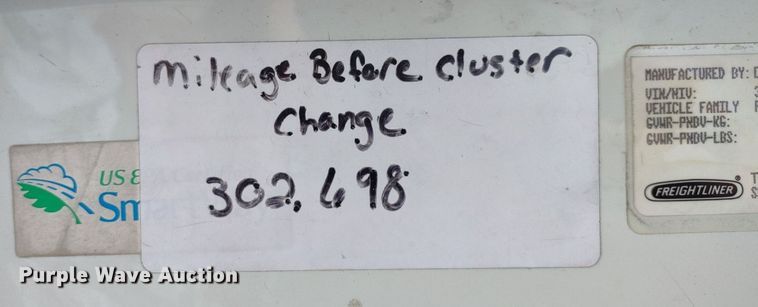 Mileage Before Cluster
Change
302,698
US &
Sm
MANUFACTURED BY:
VIN/NIV:
VEHICLE FAMILY
GVWR-PNBV-KG:
GVWR-PNBV-LBS:
FREIGHTLINER
Purple Wave Auction